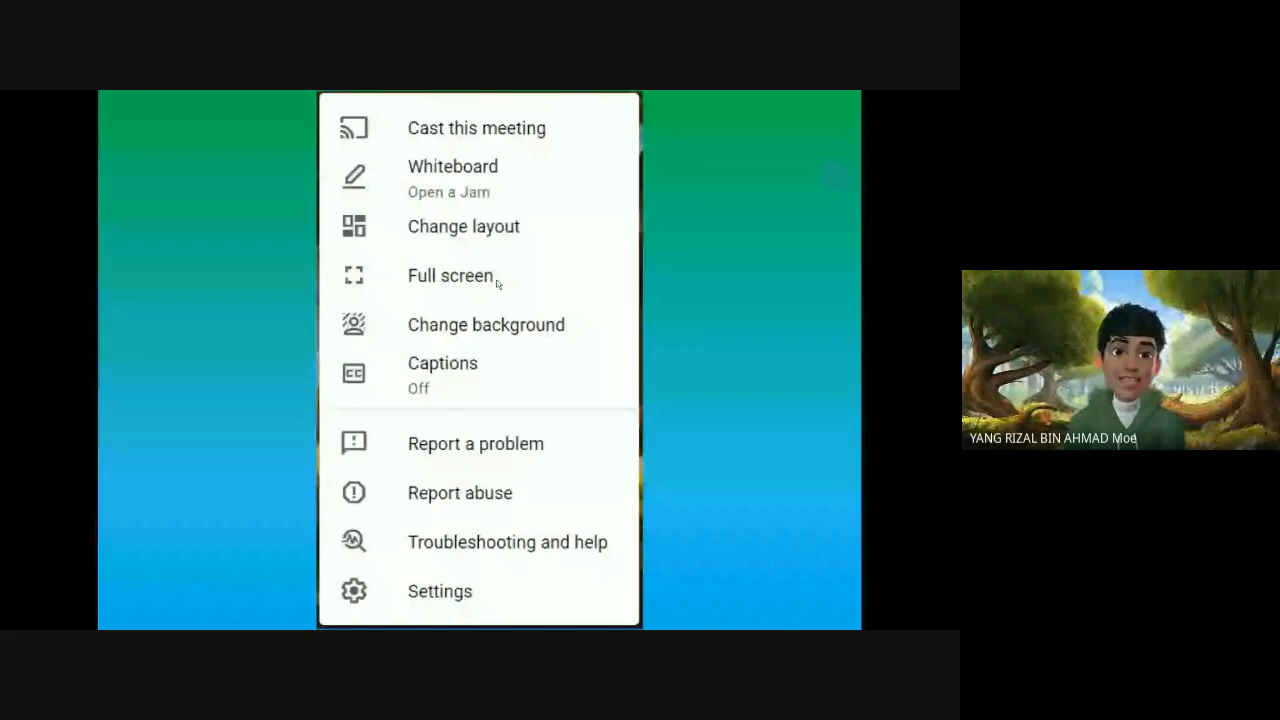 Cast this meeting
Whiteboard
Open a Jam
Change layout
Full screen
Change background
Captions
Off
Report a problem
Report abuse
Troubleshooting and help
Settings
YANG RIZAL BIN AHMAD Moe